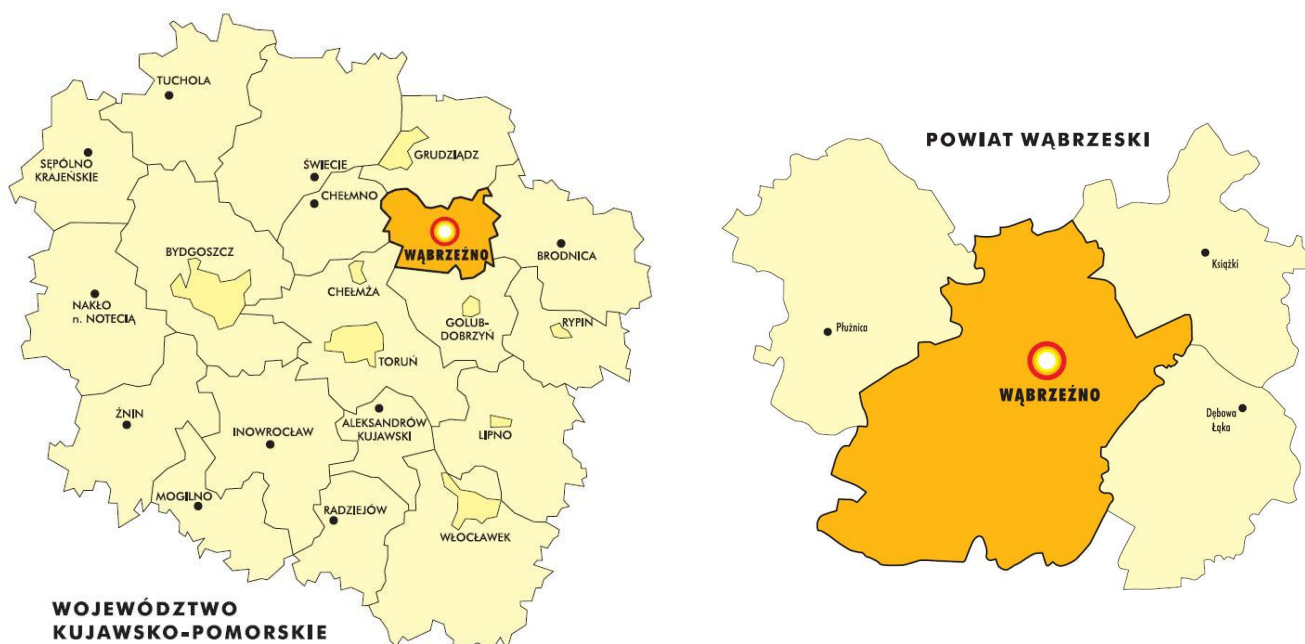 TUCHOLA
SĘPÓLNO
KRAJEŃSKIE
ŚWIECIE
GRUDZIĄDZ
CHEŁMNO
WĄBRZEŹNO
BRODNICA
BYDGOSZCZ
CHEŁMŻA
NAKŁO
n. NOTECIĄ
GOLUB-
DOBRZYŃ
RYPIN
TORUŃ
ŻNIN
INOWROCŁAW
ALEKSANDRÓW
KUJAWSKI
LIPNO
MOGILNO
RADZIEJÓW
WŁOCŁAWEK
WOJEWÓDZTWO
KUJAWSKO-POMORSKIE
POWIAT WĄBRZESKI
Książki
Płużnica
WĄBRZEŹNO
Dębowa
Łąka